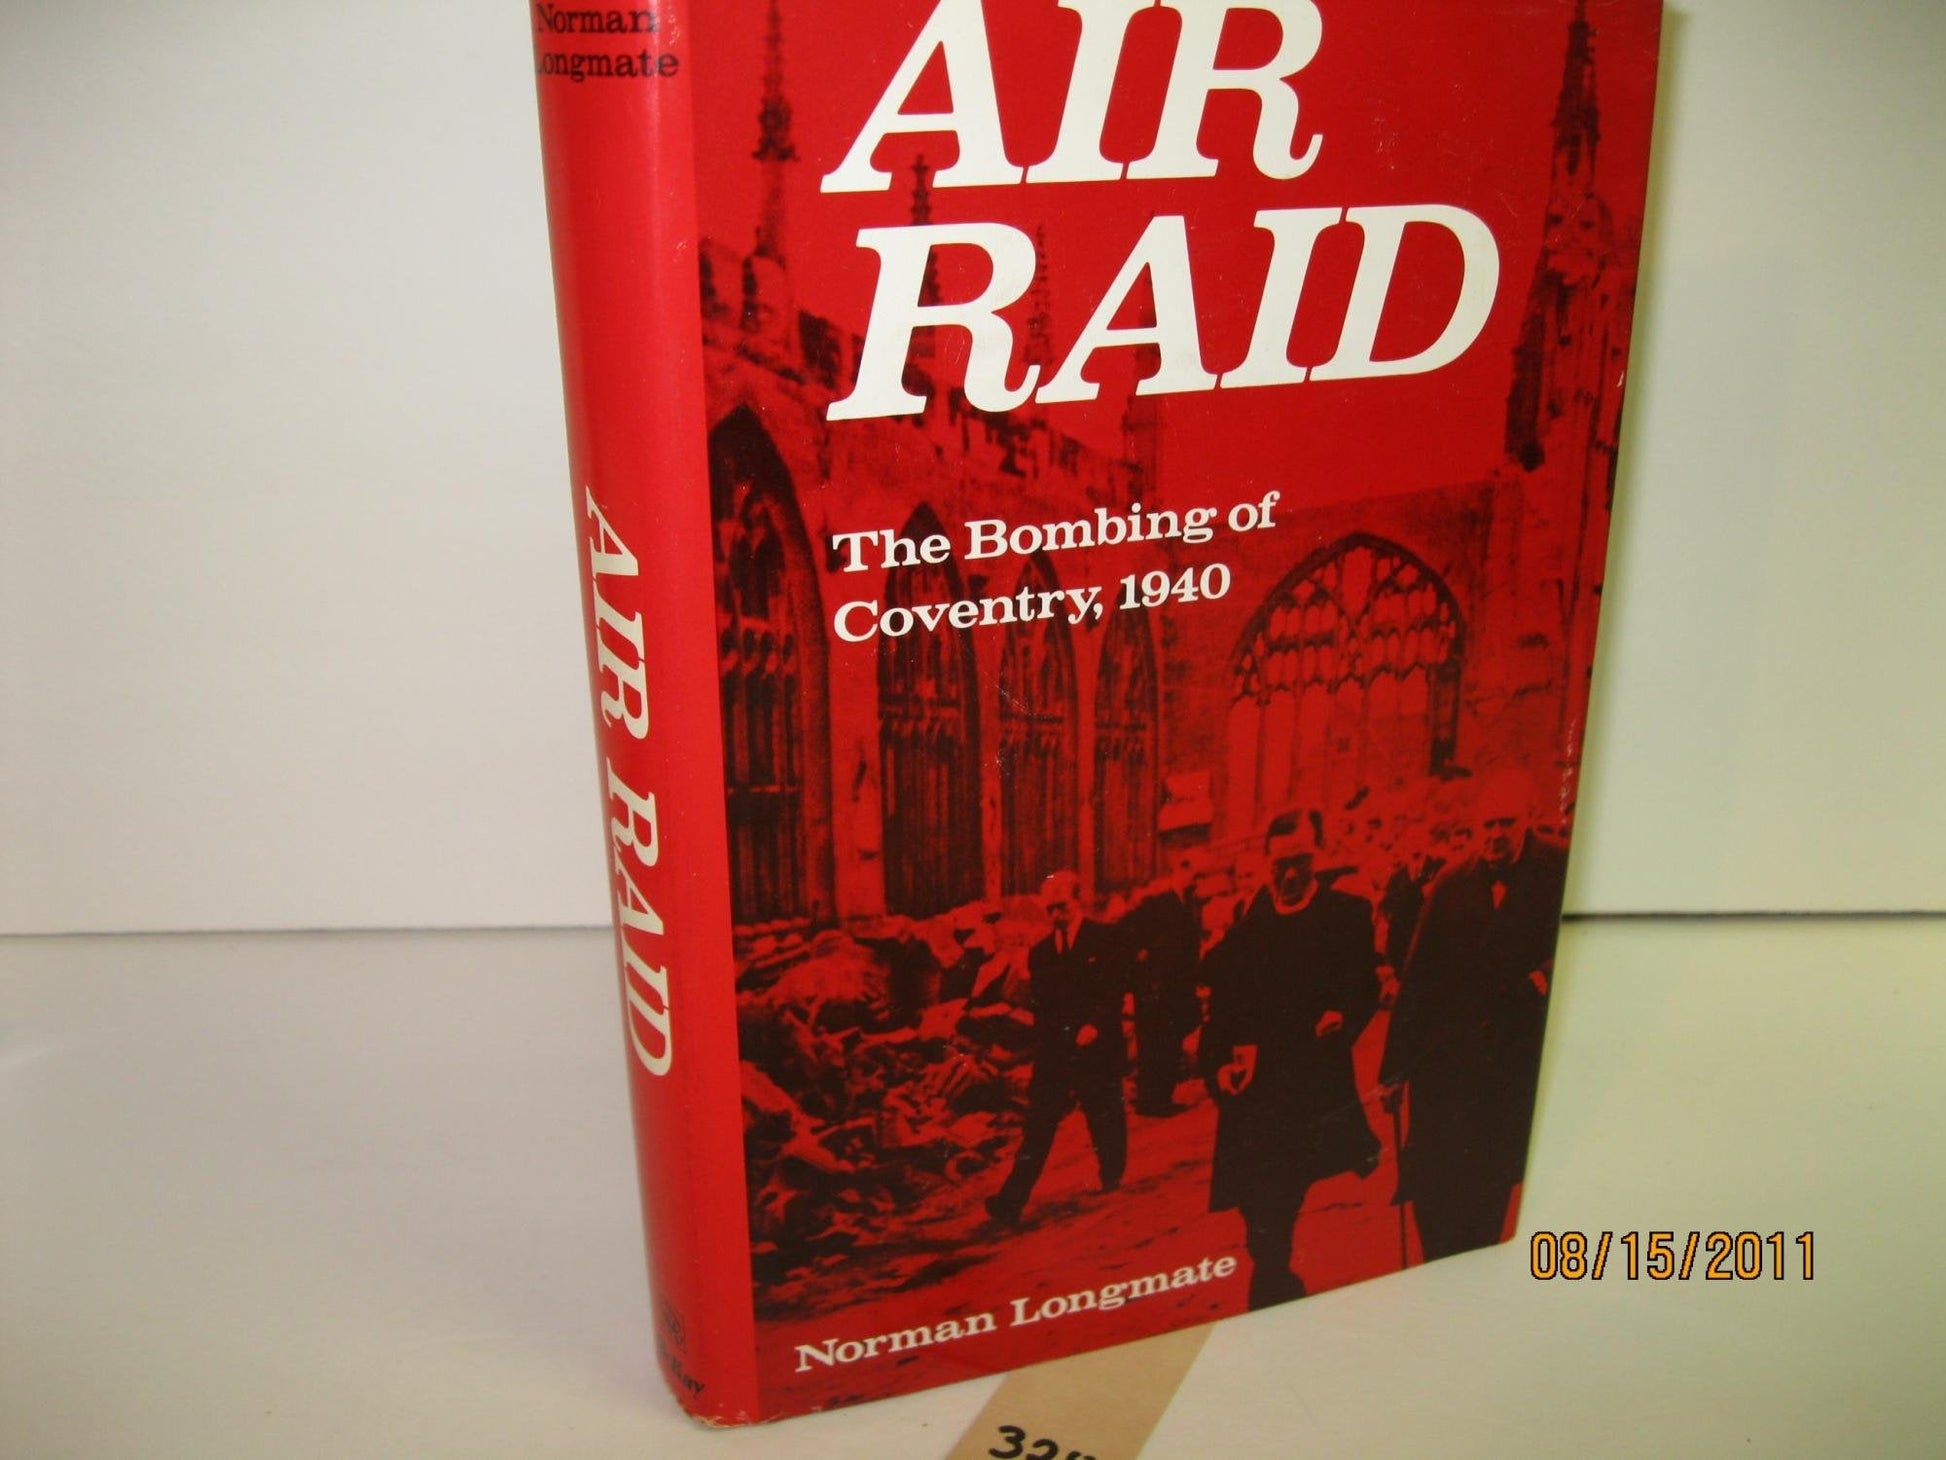 Norman
Longmate
AIR RAID
AIR
RAID
The Bombing of
Coventry, 1940
Norman Longmate
08/15/2011